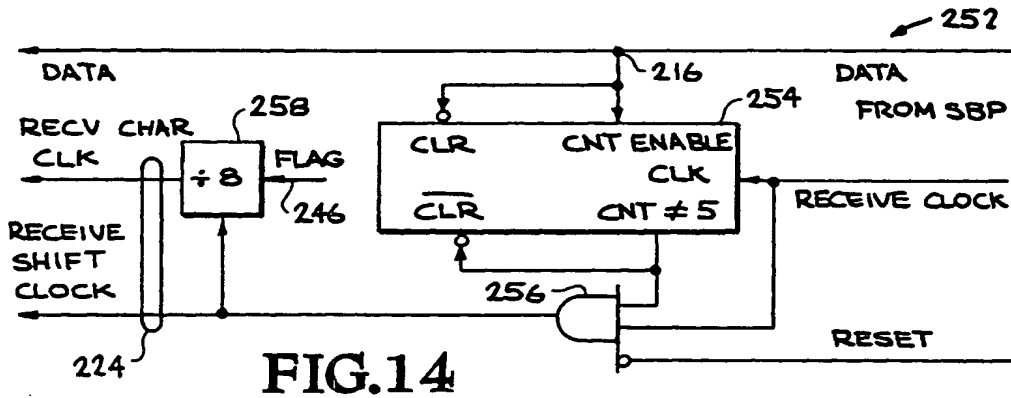 252
DATA
216
DATA
FROM SBP
258
254
RECV CHAR
CLK
÷ 8
FLAG
246
CLR
CNT ENABLE
CLK
CLR
CNT ≠ 5
RECEIVE CLOCK
RECEIVE
SHIFT
CLOCK
256
RESET
224
FIG.14